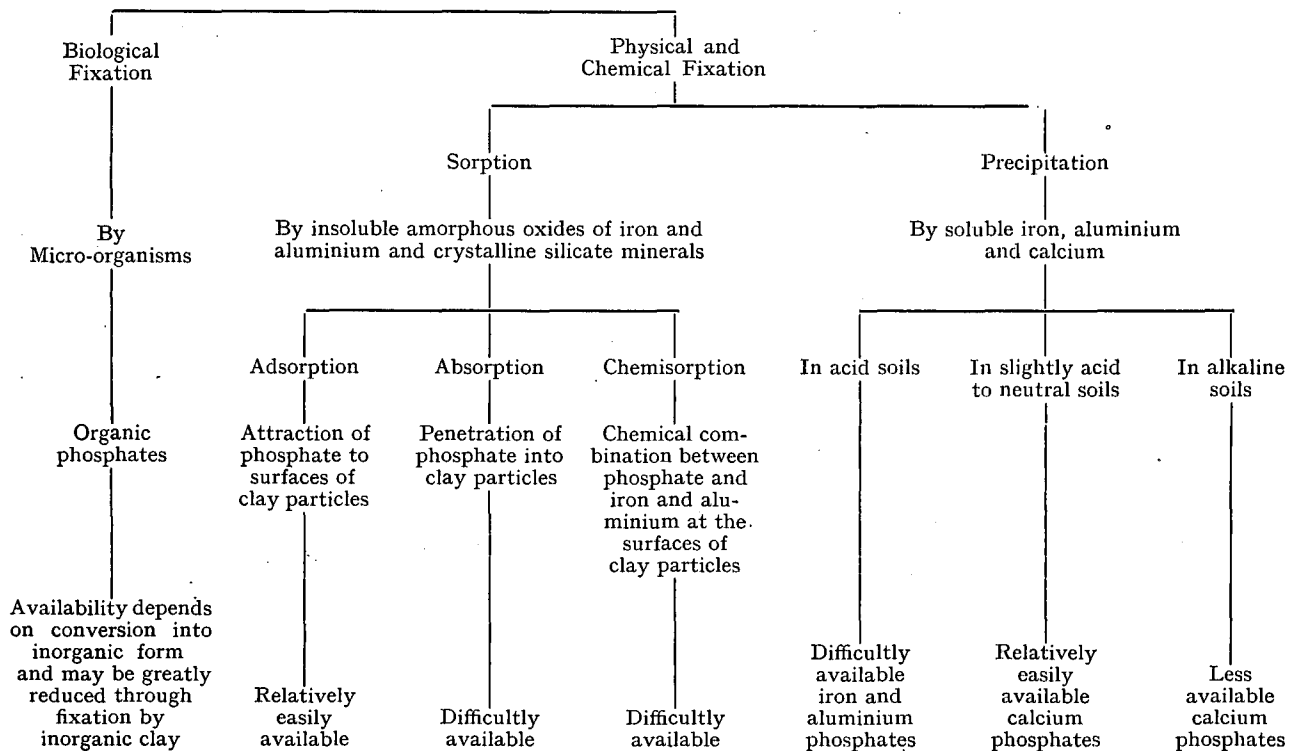 Biological
Fixation
Physical and
Chemical Fixation
Sorption
Precipitation
By
Micro-organisms
By insoluble amorphous oxides of iron and
aluminium and crystalline silicate minerals
By soluble iron, aluminium
and calcium
Adsorption
Absorption
Chemisorption
In acid soils
In slightly acid
to neutral soils
In alkaline
soils
Organic
phosphates
Attraction of
phosphate to
surfaces of
clay particles
Penetration of
phosphate into
clay particles
Chemical com-
bination between
phosphate and
iron and alu-
minium at the
surfaces of
clay particles
Availability depends
on conversion into
inorganic form
and may be greatly
reduced through
fixation by
inorganic clay
Relatively
easily
available
Difficultly
available
Difficultly
available
Difficultly
available
iron and
aluminium
phosphates
Relatively
easily
available
calcium
phosphates
Less
available
calcium
phosphates